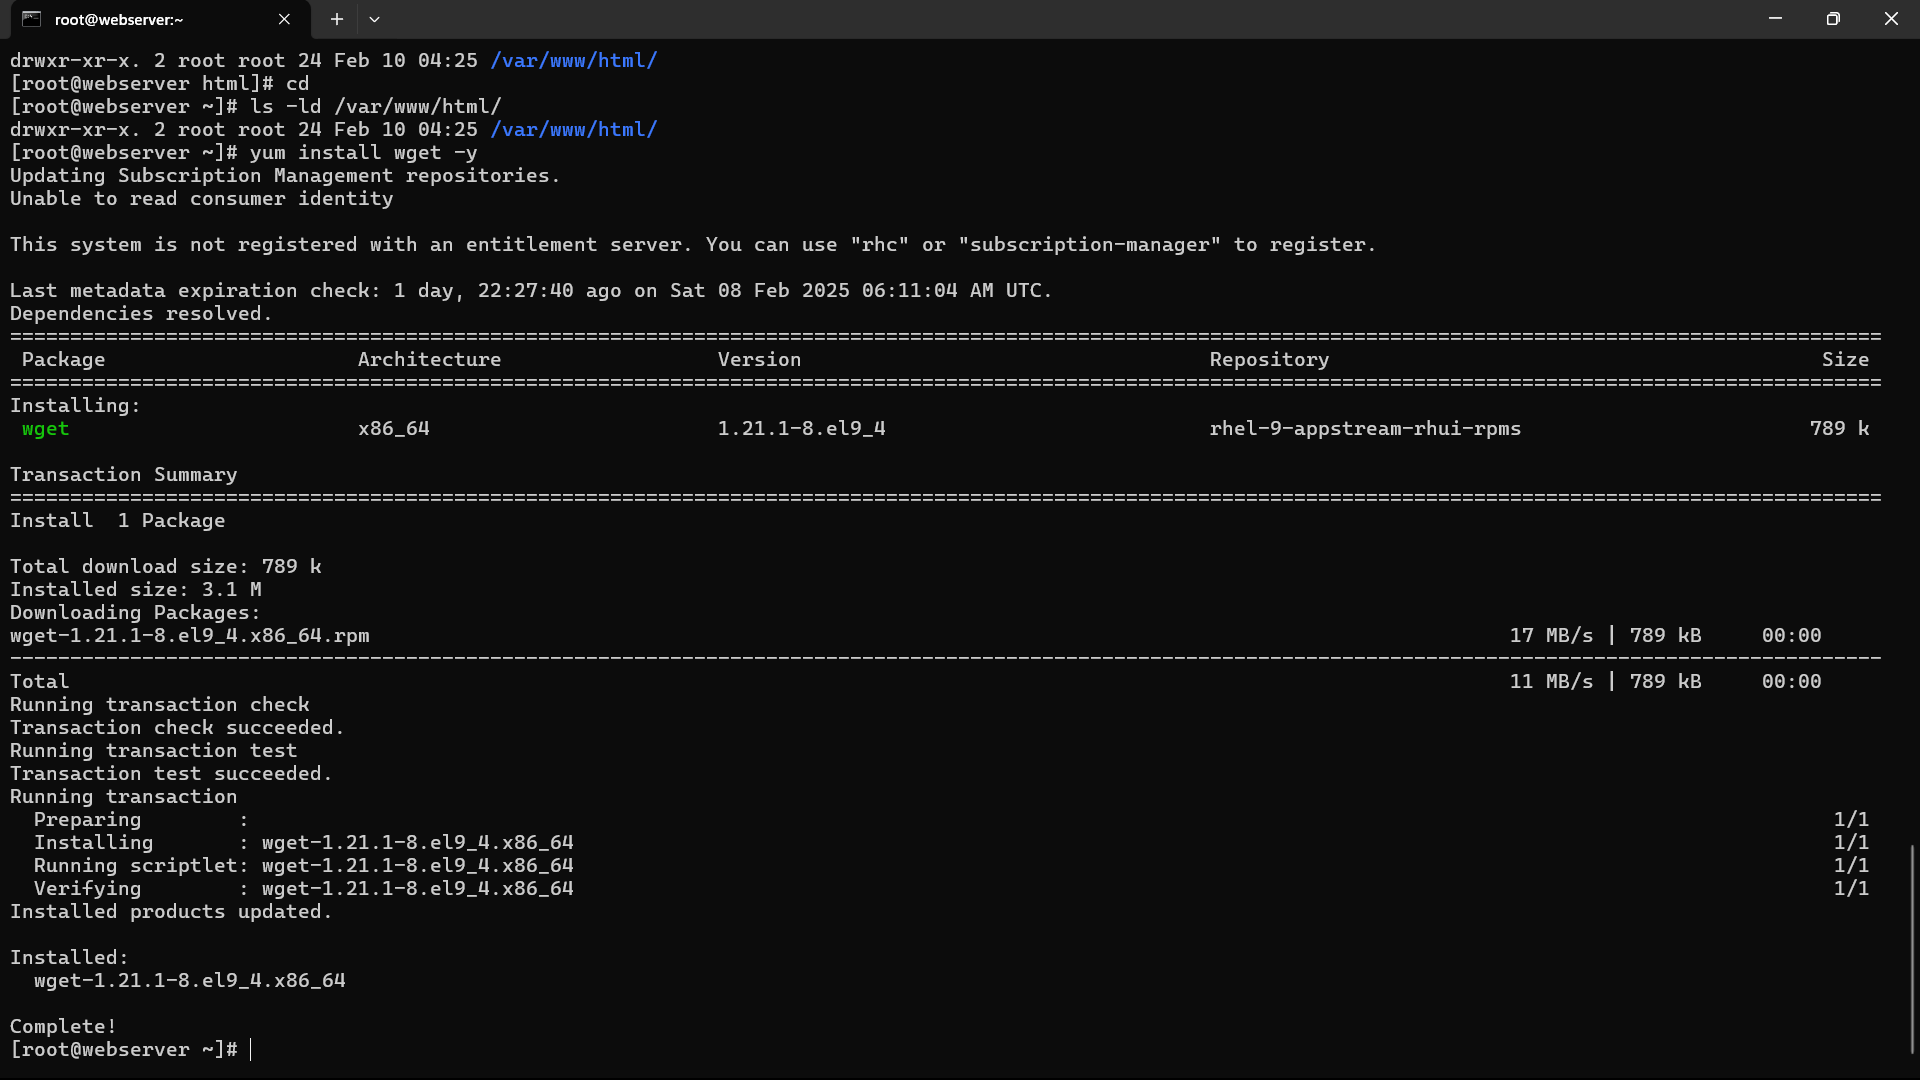 root@webserver:~
drwxr-xr-x. 2 root root 24 Feb 10 04:25 /var/www/html/
[root@webserver html]# cd
[root@webserver ~]# ls -ld /var/www/html/
drwxr-xr-x. 2 root root 24 Feb 10 04:25 /var/www/html/
[root@webserver ~]# yum install wget -y
Updating Subscription Management repositories.
Unable to read consumer identity
This system is not registered with an entitlement server. You can use "rhc" or "subscription-manager" to register.
Last metadata expiration check: 1 day, 22:27:40 ago on Sat 08 Feb 2025 06:11:04 AM UTC.
Dependencies resolved.
Package Architecture Version Repository Size
Installing:
wget x86_64 1.21.1-8.el9_4 rhel-9-appstream-rhui-rpms 789 k
Transaction Summary
Install 1 Package
Total download size: 789 k
Installed size: 3.1 M
Downloading Packages:
wget-1.21.1-8.el9_4.x86_64.rpm 17 MB/s | 789 kB 00:00
Total 11 MB/s | 789 kB 00:00
Running transaction check
Transaction check succeeded.
Running transaction test
Transaction test succeeded.
Running transaction
Preparing : 1/1
Installing : wget-1.21.1-8.el9_4.x86_64 1/1
Running scriptlet: wget-1.21.1-8.el9_4.x86_64 1/1
Verifying : wget-1.21.1-8.el9_4.x86_64 1/1
Installed products updated.
Installed:
wget-1.21.1-8.el9_4.x86_64
Complete!
[root@webserver ~]#